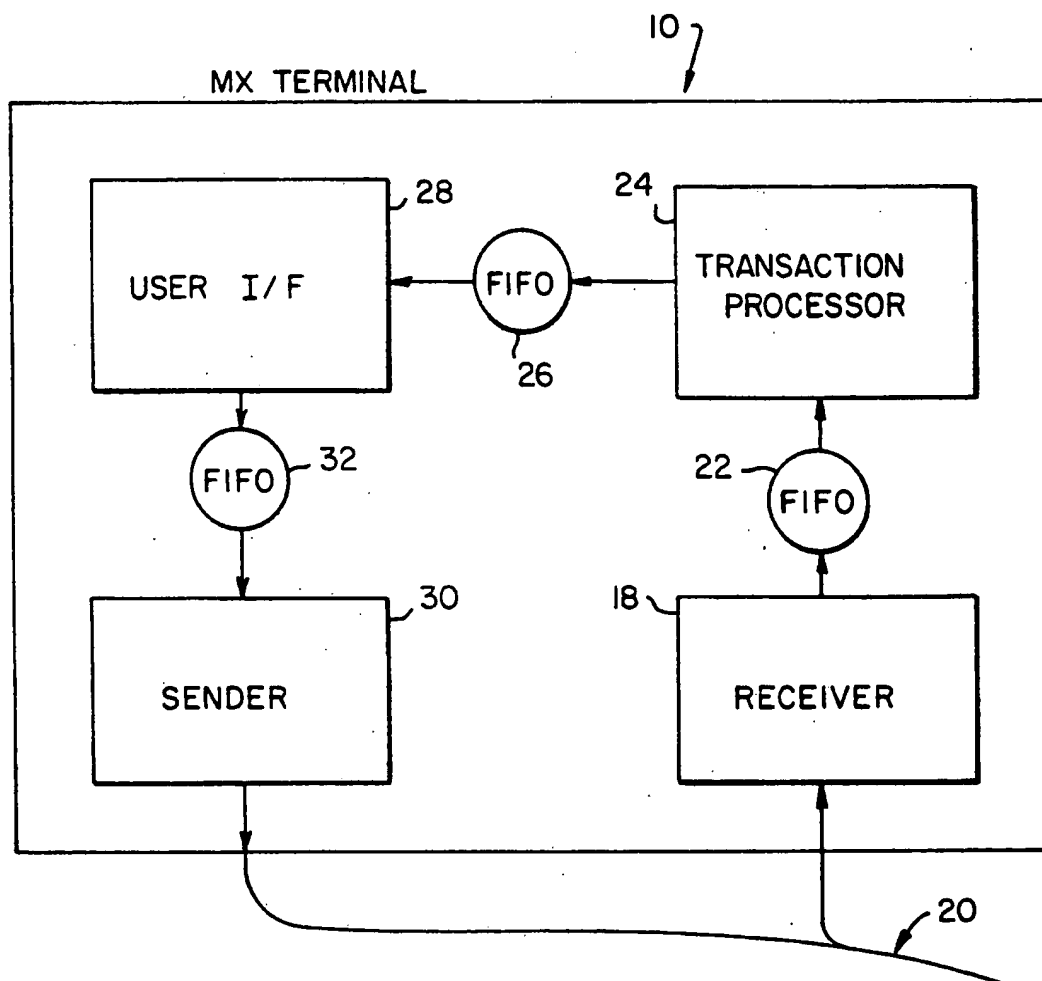 10
MX TERMINAL
28
24
USER I/F
FIFO
26
TRANSACTION
PROCESSOR
FIFO
32
22
FIFO
30
18
SENDER
RECEIVER
20